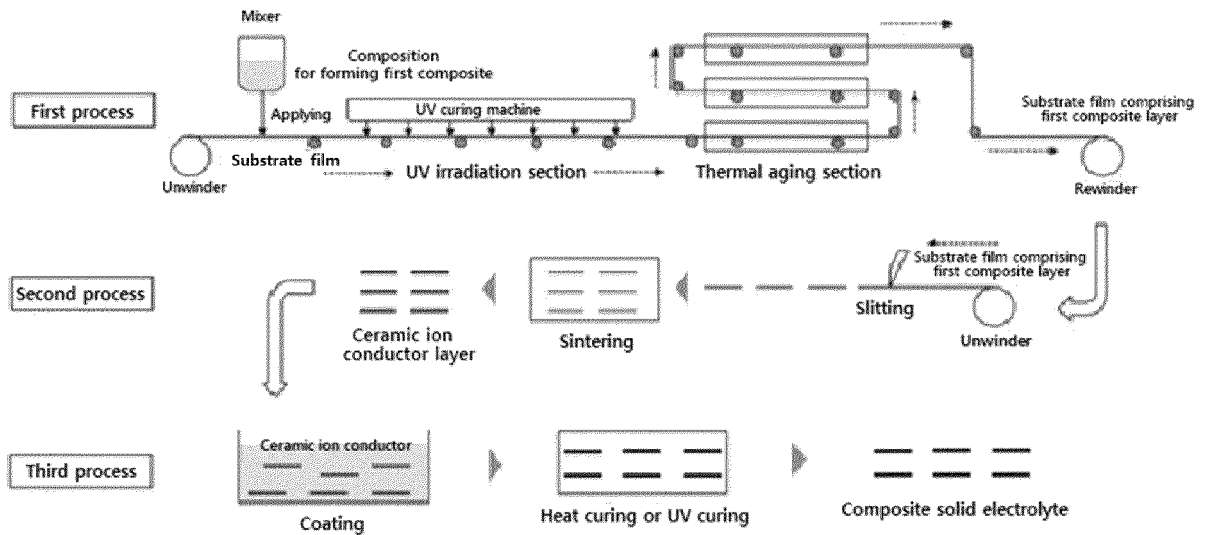 Mixer
Composition
for forming first composite
First process
Applying
UV curing machine
Substrate film comprising
first composite layer
Substrate film
Unwinder
UV irradiation section
Thermal aging section
Rewinder
Second process
Substrate film comprising
first composite layer
Slitting
Unwinder
Sintering
Ceramic ion
conductor layer
Third process
Ceramic ion conductor
Coating
Heat curing or UV curing
Composite solid electrolyte